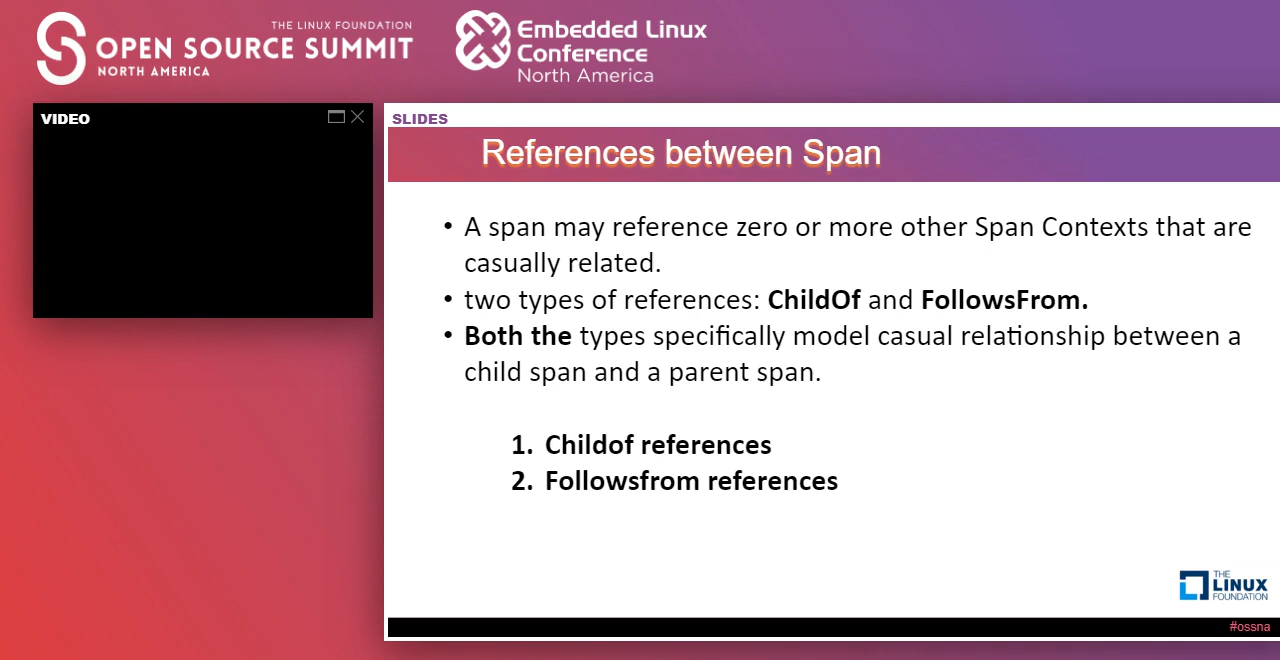 THE LINUX FOUNDATION
OPEN SOURCE SUMMIT
NORTH AMERICA
Embedded Linux
Conference
North America
VIDEO
SLIDES
References between Span
• A span may reference zero or more other Span Contexts that are
casually related.
• two types of references: ChildOf and FollowsFrom.
• Both the types specifically model casual relationship between a
child span and a parent span.
1. Childof references
2. Followsfrom references
THE
LINUX
FOUNDATION
#ossna